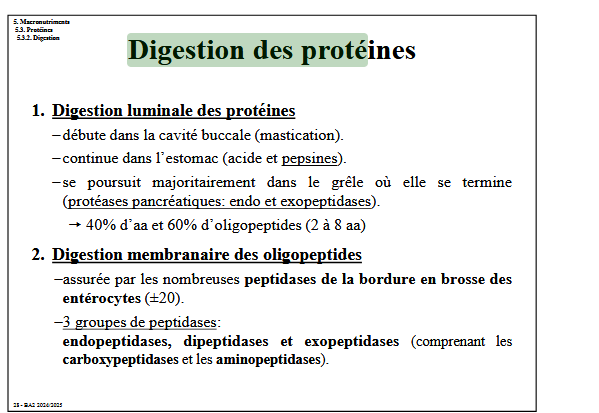 5. Macronutriments
5.3. Protéines
5.3.2. Digestion
Digestion des protéines
1. Digestion luminale des protéines
–débute dans la cavité buccale (mastication).
–continue dans l’estomac (acide et pepsines).
–se poursuit majoritairement dans le grêle où elle se termine
(protéases pancréatiques: endo et exopeptidases).
→ 40% d’aa et 60% d’oligopeptides (2 à 8 aa)
2. Digestion membranaire des oligopeptides
–assurée par les nombreuses peptidases de la bordure en brosse des
entérocytes (±20).
–3 groupes de peptidases:
endopeptidases, dipeptidases et exopeptidases (comprenant les
carboxypeptidases et les aminopeptidases).
28 - BA2 2024/2025